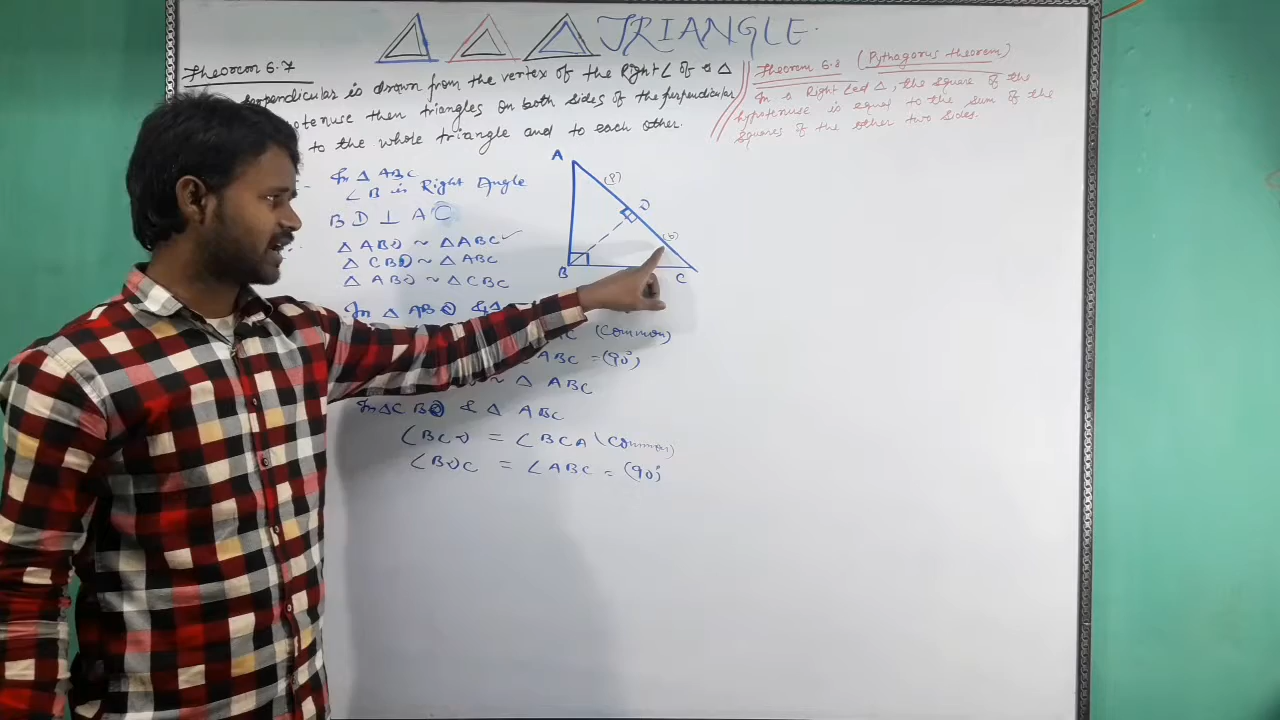 TRIANGLE.
Theorem 6.7
perpendicular is drawn from the vertex of the Right ∠ of a △
hypotenuse then triangles on both sides of the perpendicular
to the whole triangle and to each other.
Theorem 6.8 (Pythagorus theorem)
In a Right Led △, the square of the
hypotenuse is equal to the sum of the
squares of the other two sides.
In △ ABC
∠ B is Right Angle
BD ⊥ AC
△ ABD ~ △ABC ✓
△ CBD ~ △ ABC
△ ABD ~ △CBC
In △ ABD & △
(Common)
ABC = (90°)
~ △ ABC
In △CBD & △ ABC
∠BCD = ∠BCA (Common)
∠BDC = ∠ABC = (90°
A
(P)
D
(b)
B
C